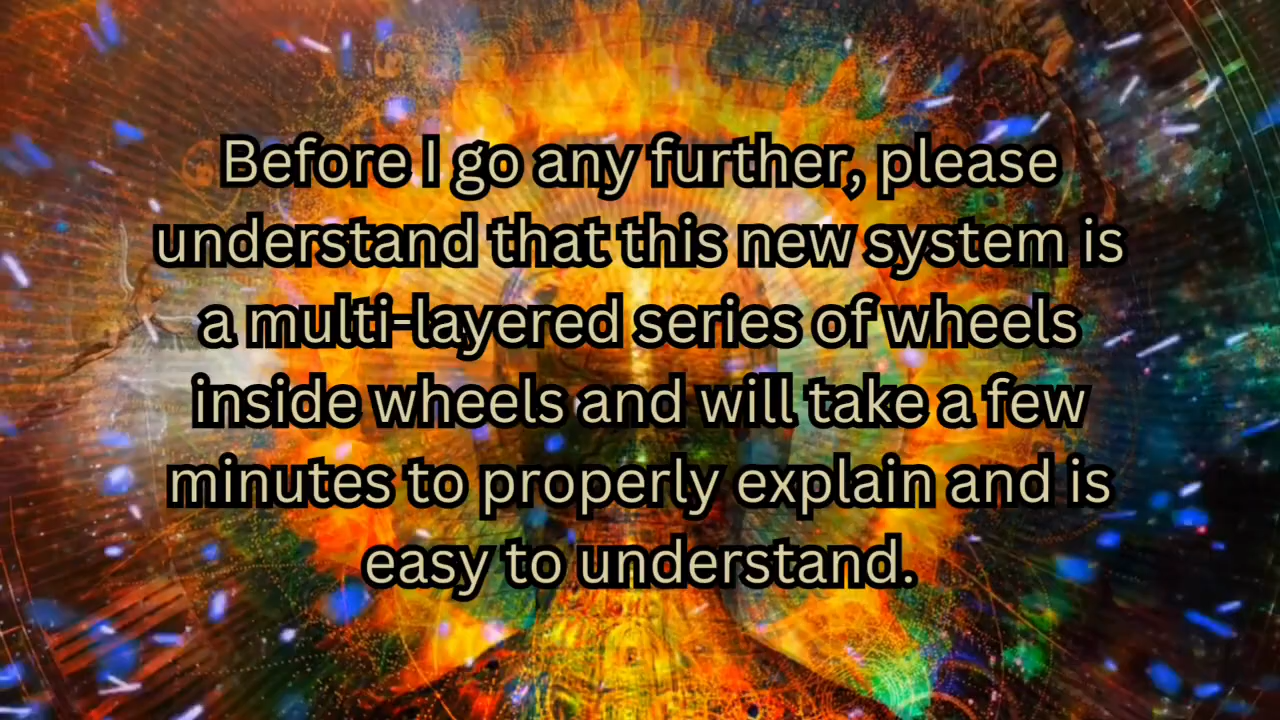 Before I go any further, please
understand that this new system is
a multi-layered series of wheels
inside wheels and will take a few
minutes to properly explain and is
easy to understand.